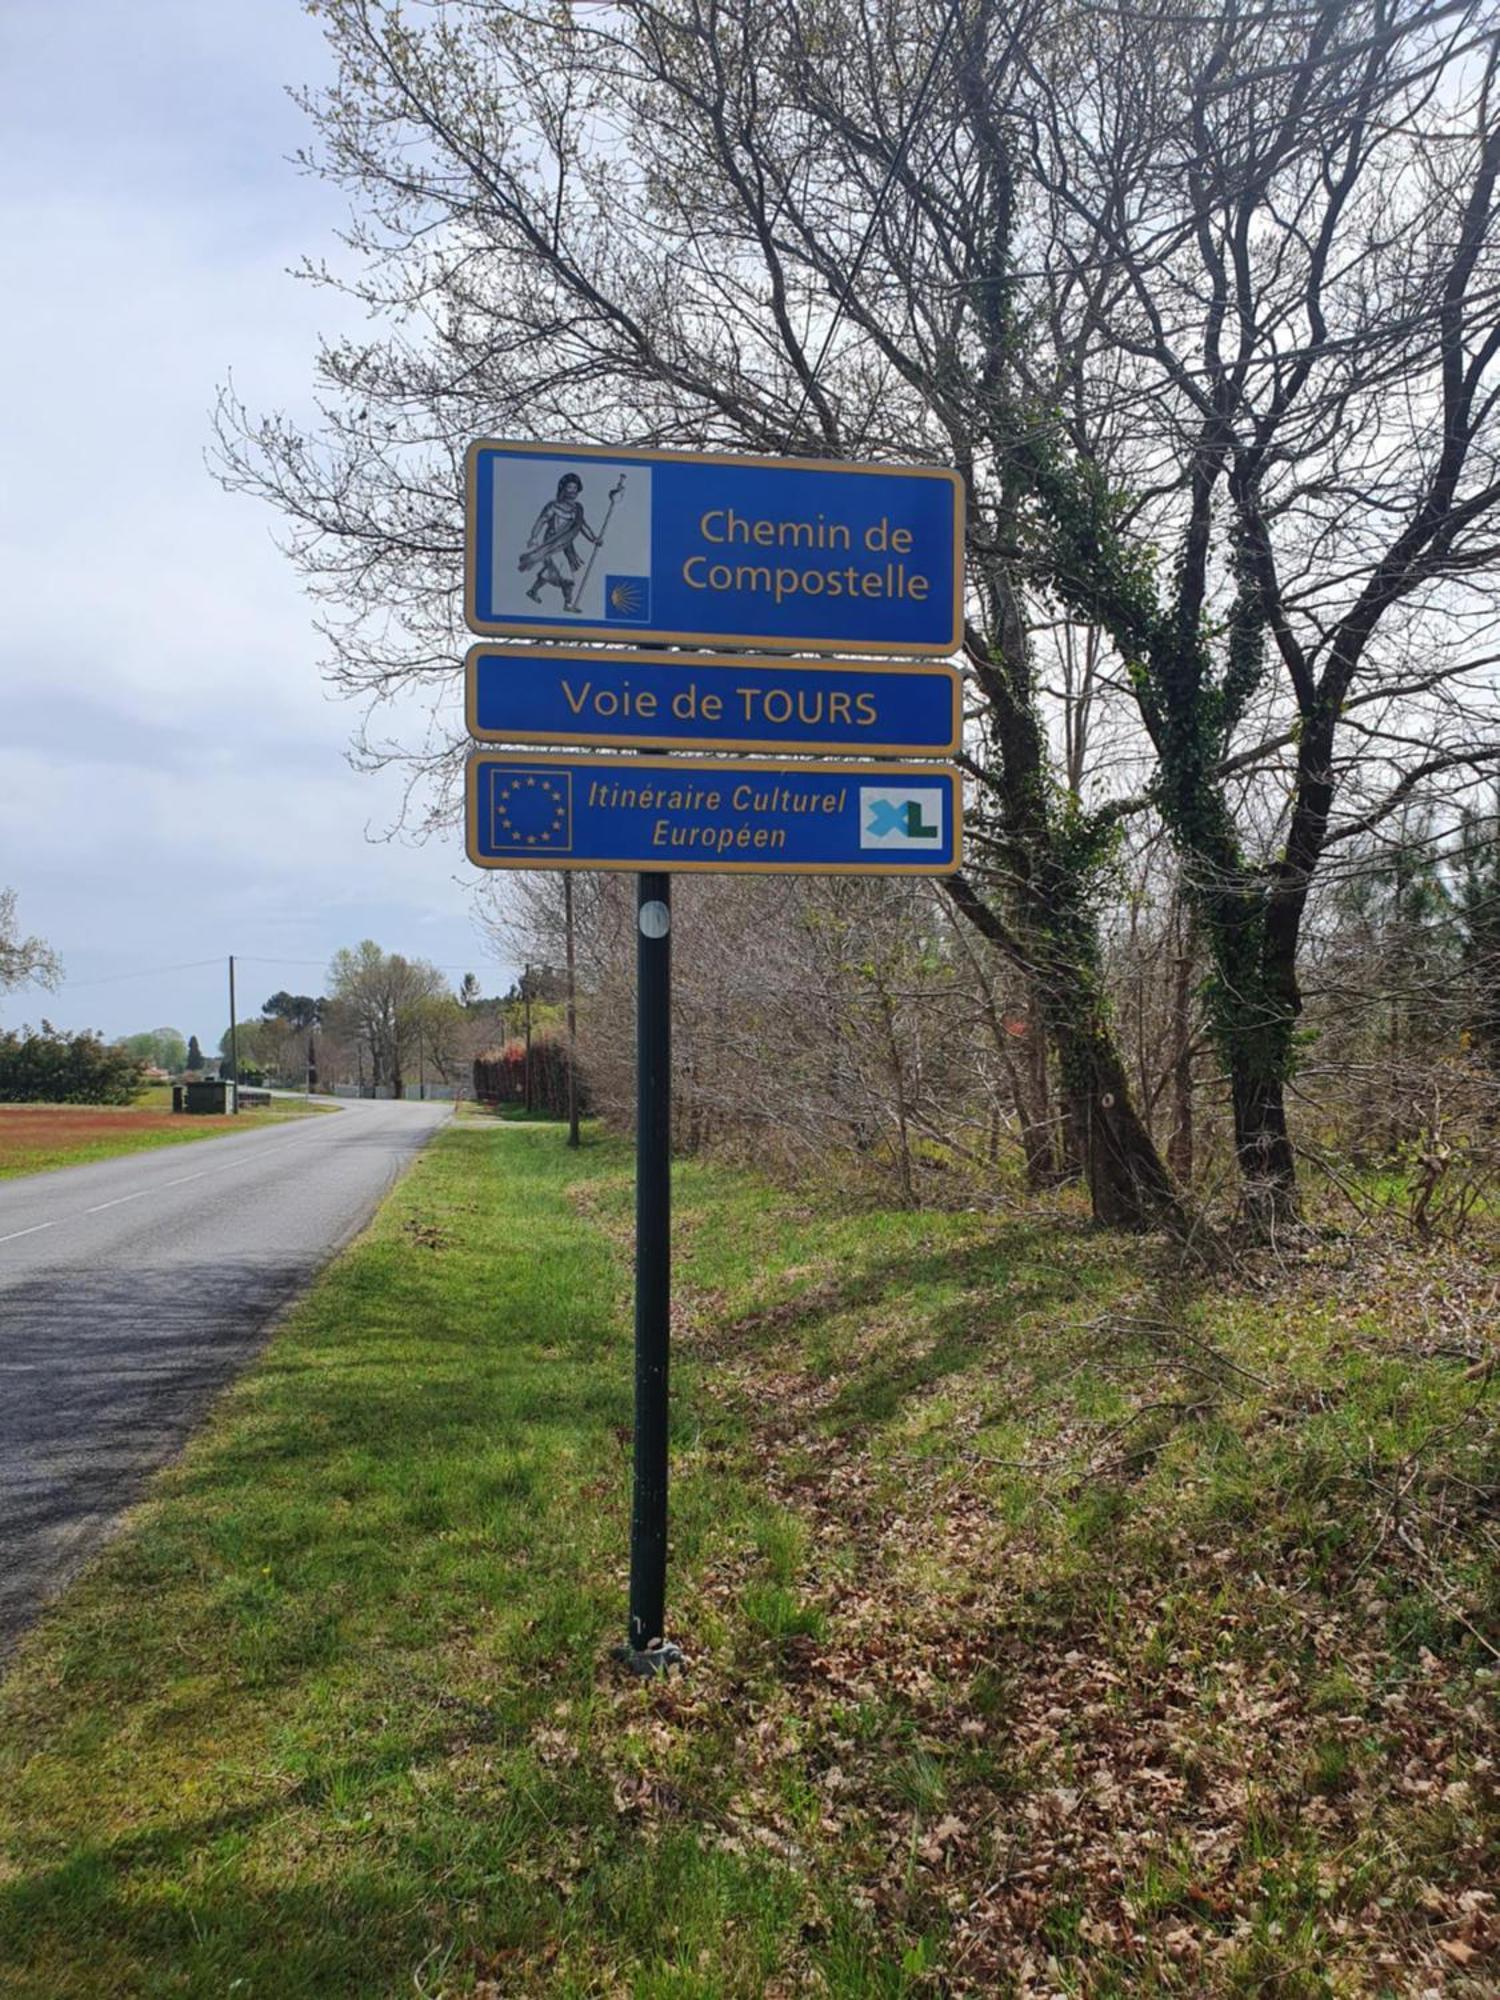 Chemin de
Compostelle
Voie de TOURS
Itinéraire Culturel
Européen
XL